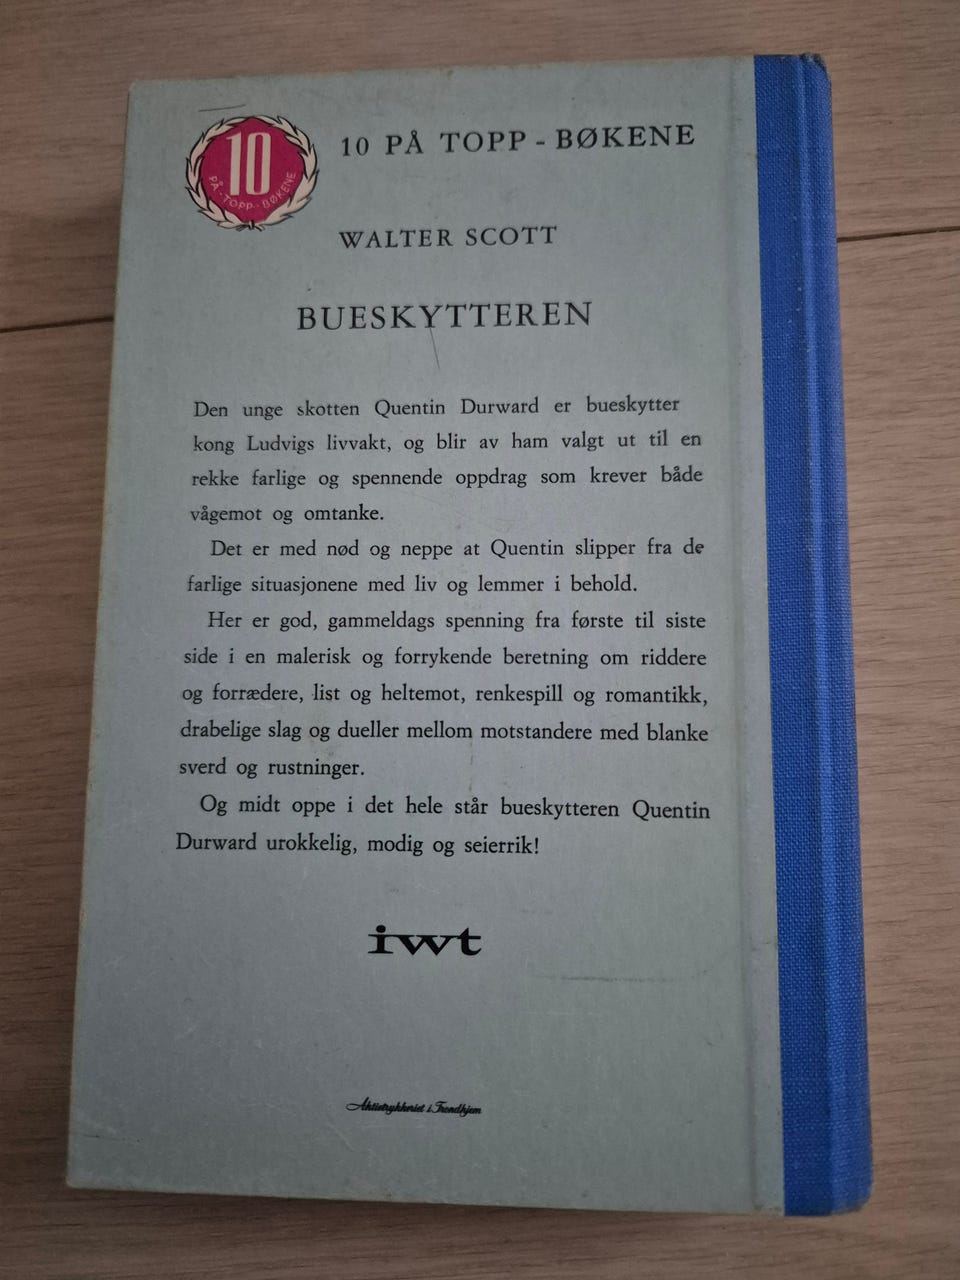 10
PÅ-TOPP-BØKENE
10 PÅ TOPP - BØKENE
WALTER SCOTT
BUESKYTTEREN
Den unge skotten Quentin Durward er bueskytter
kong Ludvigs livvakt, og blir av ham valgt ut til en
rekke farlige og spennende oppdrag som krever både
vågemot og omtanke.
Det er med nød og neppe at Quentin slipper fra de
farlige situasjonene med liv og lemmer i behold.
Her er god, gammeldags spenning fra første til siste
side i en malerisk og forrykende beretning om riddere
og forrædere, list og heltemot, renkespill og romantikk,
drabelige slag og dueller mellom motstandere med blanke
sverd og rustninger.
Og midt oppe i det hele står bueskytteren Quentin
Durward urokkelig, modig og seierrik!
iwt
Aktietrykkeriet i Trondhjem